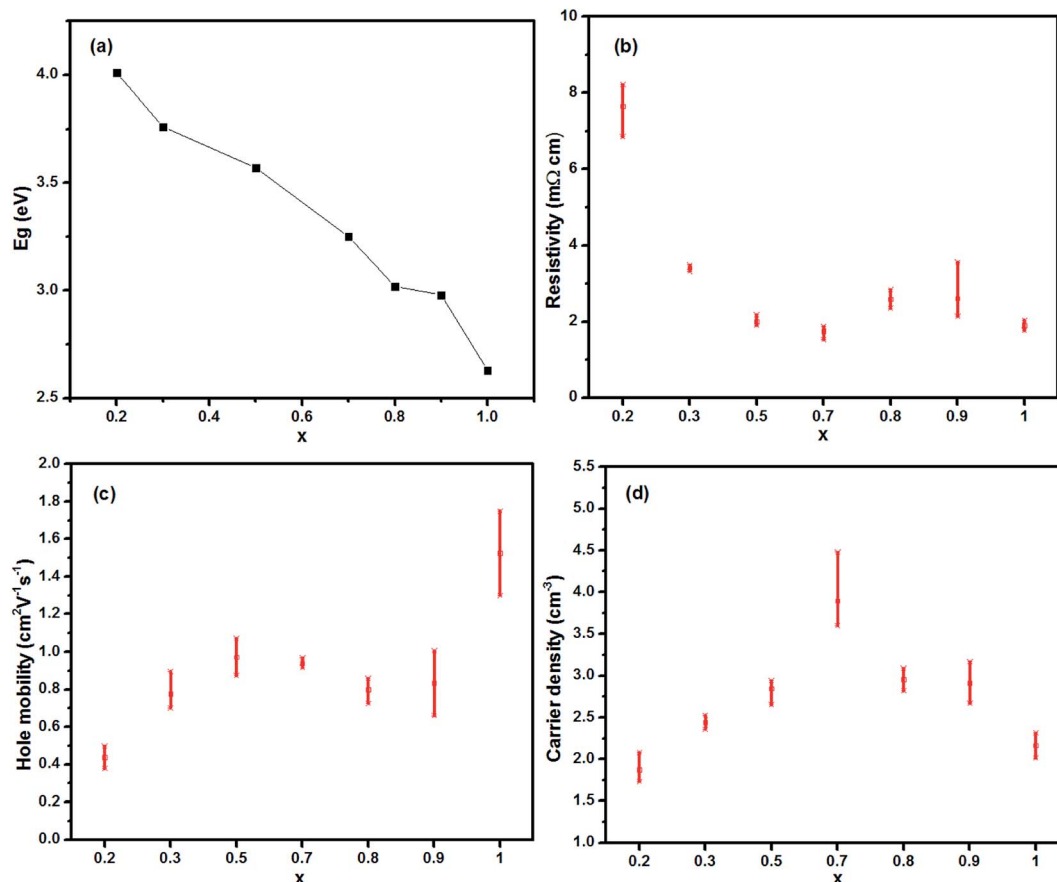 (a)
Eg (eV)
4.0
3.5
3.0
2.5
0.2 0.4 0.6 0.8 1.0
x
(b)
Resistivity (mΩ cm)
10
8
6
4
2
0
0.2 0.3 0.5 0.7 0.8 0.9 1
x
(c)
Hole mobility (cm²V⁻¹s⁻¹)
2.0
1.8
1.6
1.4
1.2
1.0
0.8
0.6
0.4
0.2
0.0
0.2 0.3 0.5 0.7 0.8 0.9 1
x
(d)
Carrier density (cm⁻³)
5.5
5.0
4.5
4.0
3.5
3.0
2.5
2.0
1.5
1.0
0.2 0.3 0.5 0.7 0.8 0.9 1
x